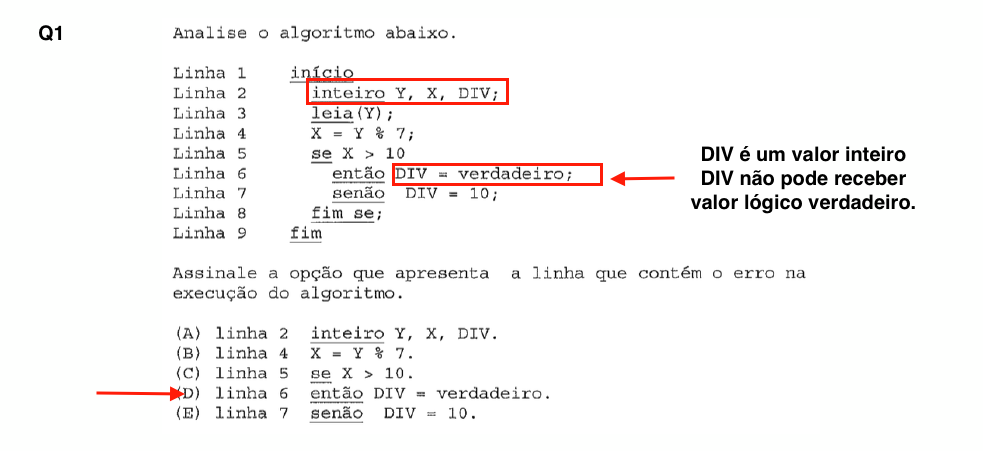 Q1
Analise o algoritmo abaixo.
Linha 1 início
Linha 2 inteiro Y, X, DIV;
Linha 3 leia(Y);
Linha 4 X = Y % 7;
Linha 5 se X > 10
Linha 6 então DIV = verdadeiro;
Linha 7 senão DIV = 10;
Linha 8 fim se;
Linha 9 fim
DIV é um valor inteiro
DIV não pode receber
valor lógico verdadeiro.
Assinale a opção que apresenta a linha que contém o erro na
execução do algoritmo.
(A) linha 2 inteiro Y, X, DIV.
(B) linha 4 X = Y % 7.
(C) linha 5 se X > 10.
(D) linha 6 então DIV = verdadeiro.
(E) linha 7 senão DIV = 10.